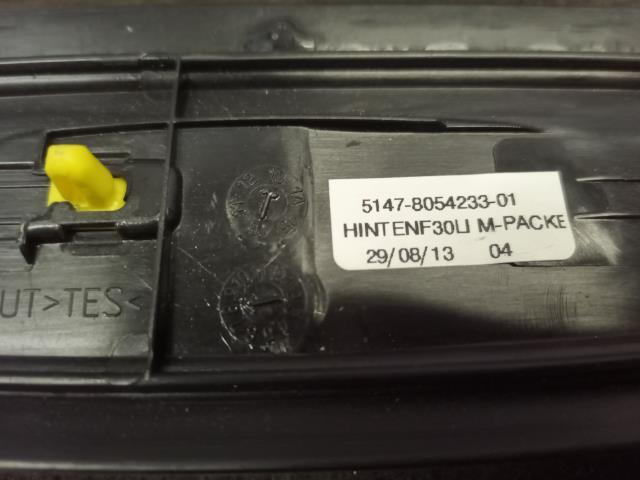 5147-8054233-01
HINTENF30LI M-PACKE
29/08/13 04
UT>TES<